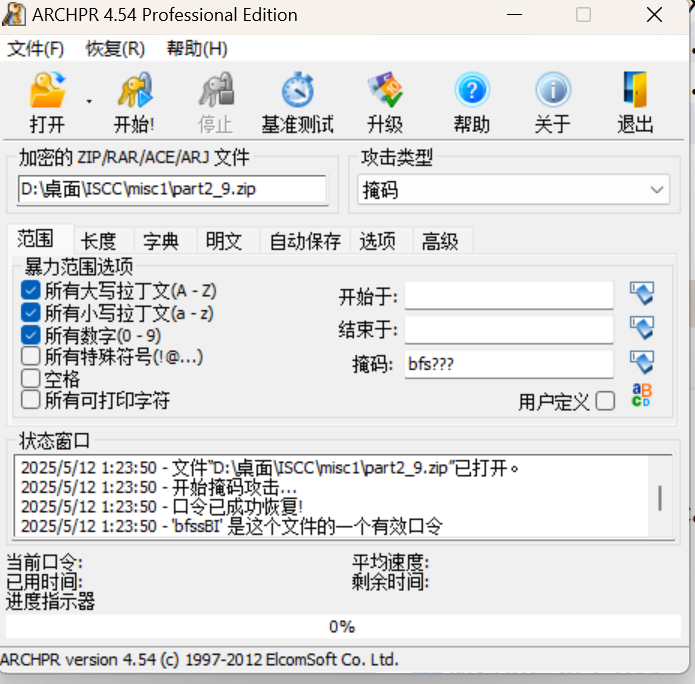 ARCHPR 4.54 Professional Edition
文件(F) 恢复(R) 帮助(H)
打开 开始! 停止 基准测试 升级 帮助 关于 退出
加密的 ZIP/RAR/ACE/ARJ 文件 攻击类型
D:\桌面\ISCC\misc1\part2_9.zip 掩码
范围 长度 字典 明文 自动保存 选项 高级
暴力范围选项
所有大写拉丁文(A - Z)
所有小写拉丁文(a - z)
所有数字(0 - 9)
所有特殊符号(!@...)
空格
所有可打印字符
开始于:
结束于:
掩码: bfs???
用户定义
状态窗口
2025/5/12 1:23:50 - 文件"D:\桌面\ISCC\misc1\part2_9.zip"已打开。
2025/5/12 1:23:50 - 开始掩码攻击...
2025/5/12 1:23:50 - 口令已成功恢复!
2025/5/12 1:23:50 - 'bfssBI' 是这个文件的一个有效口令
当前口令: 平均速度:
已用时间: 剩余时间:
进度指示器
0%
ARCHPR version 4.54 (c) 1997-2012 ElcomSoft Co. Ltd.